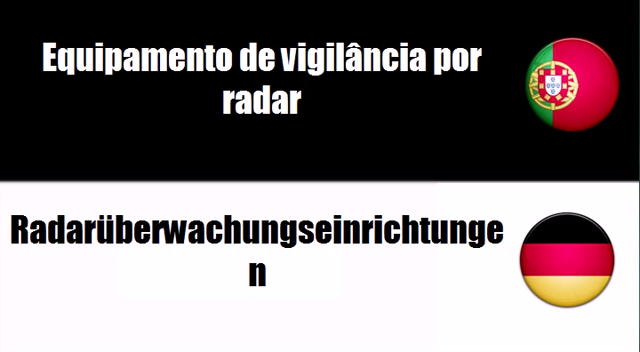 Equipamento de vigilância por
radar
Radarüberwachungseinrichtunge
n